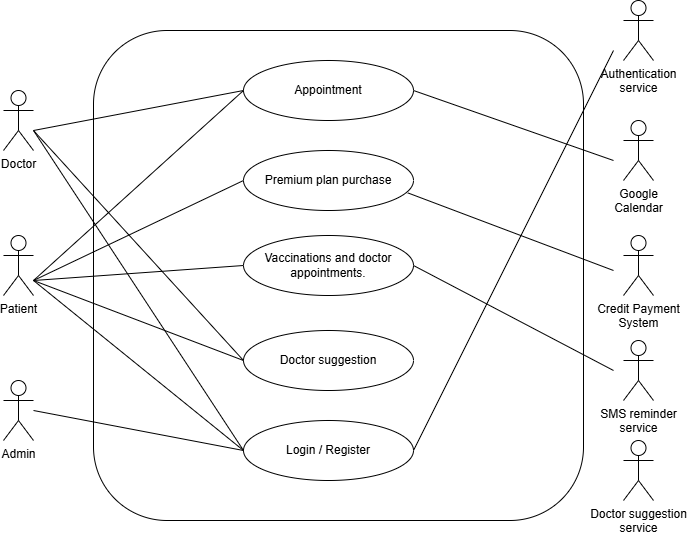 Authentication
service
Appointment
Doctor
Premium plan purchase
Google
Calendar
Vaccinations and doctor
appointments.
Patient
Credit Payment
System
Doctor suggestion
SMS reminder
service
Login / Register
Admin
Doctor suggestion
service